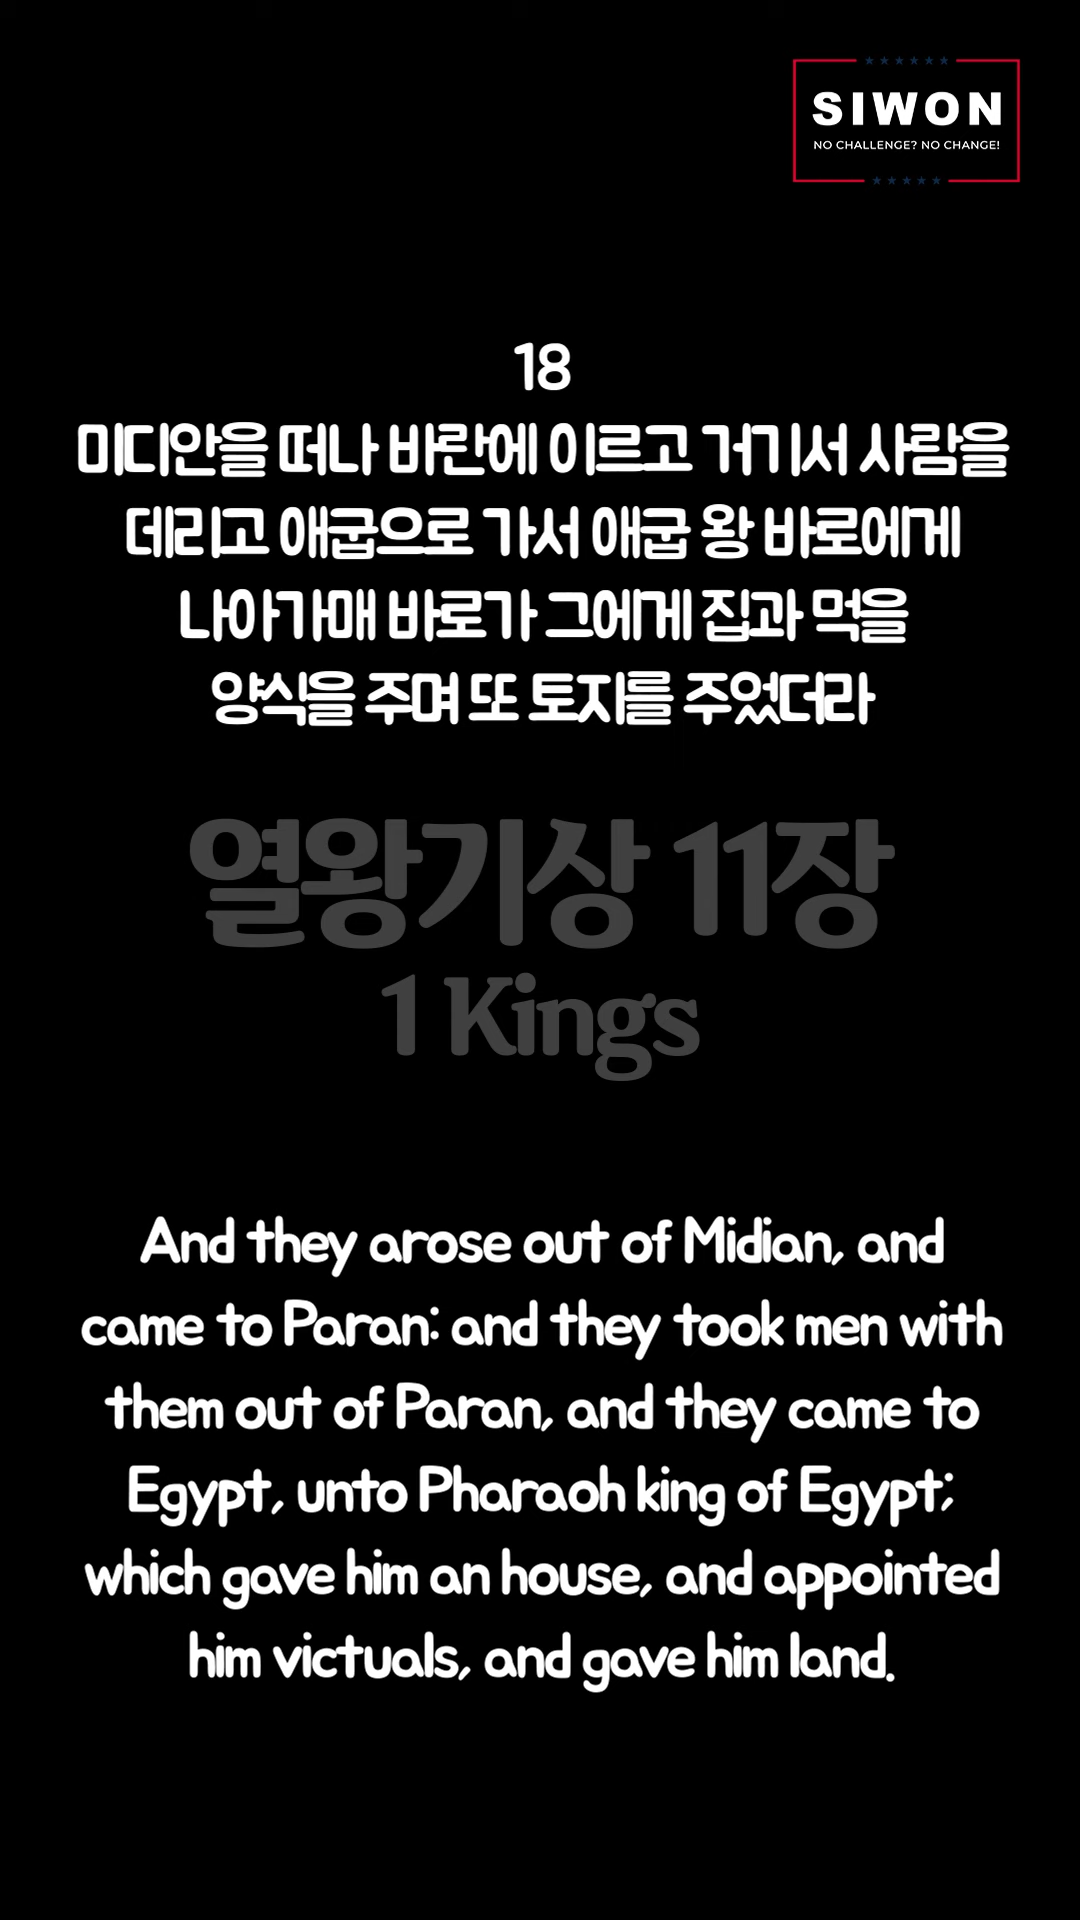 SIWON
NO CHALLENGE? NO CHANGE!
18
미디안을 떠나 바란에 이르고 거기서 사람을
데리고 애굽으로 가서 애굽 왕 바로에게
나아가매 바로가 그에게 집과 먹을
양식을 주며 또 토지를 주었더라
열왕기상 11장
1 Kings
And they arose out of Midian, and
came to Paran: and they took men with
them out of Paran, and they came to
Egypt, unto Pharaoh king of Egypt;
which gave him an house, and appointed
him victuals, and gave him land.